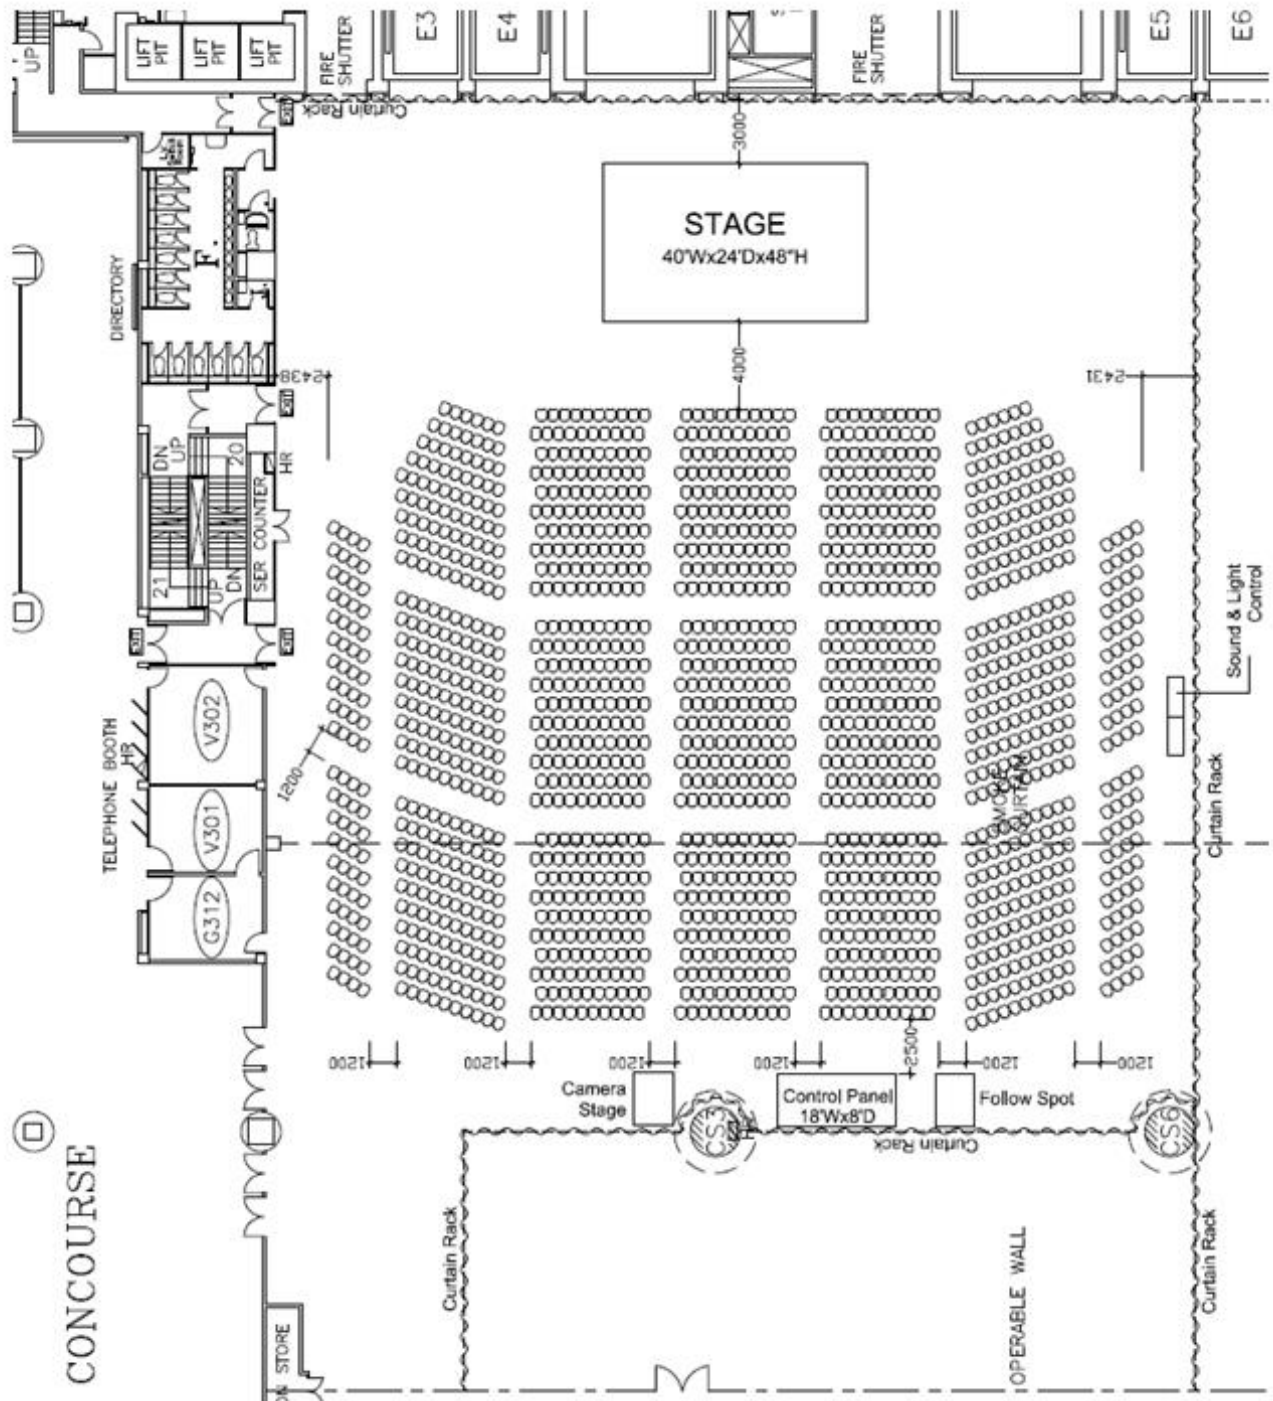 UP
LIFT
PIT
LIFT
PIT
LIFT
PIT
FIRE
SHUTTER
E3
E4
FIRE
SHUTTER
E5
E6
EXIT
Curtain Rack
3000
STAGE
40'Wx24'Dx48"H
F.
D.
DIRECTORY
4000
2438
2431
EXIT
DN
UP
20
HR
SER COUNTER
21
UP
DN
EXIT
EXIT
Sound & Light
Control
V302
TELEPHONE BOOTH
HR
1200
V301
G312
SMOKE
CURTAIN
Curtain Rack
1200
1200
1200
1200
2500
1200
1200
Camera
Stage
Control Panel
18'Wx8'D
Follow Spot
CS3
CS6
Curtain Rack
CONCOURSE
Curtain Rack
OPERABLE WALL
Curtain Rack
STORE